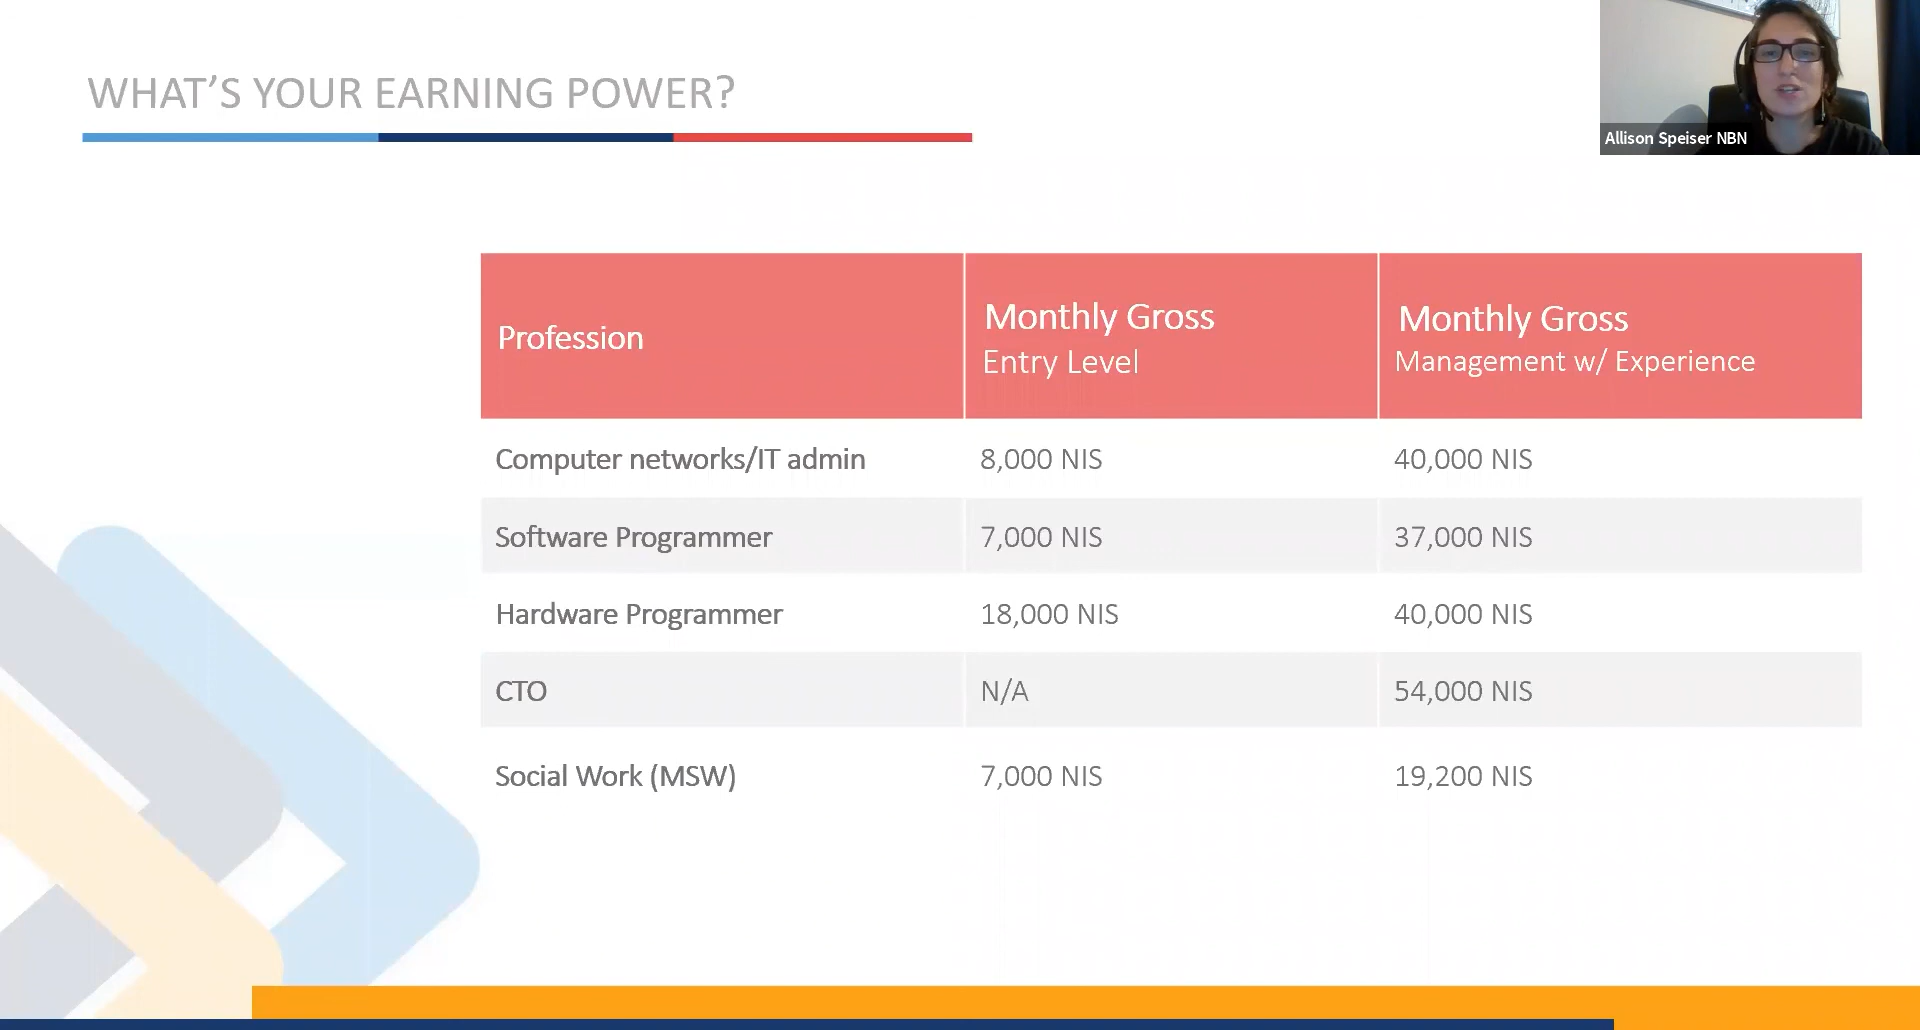 WHAT'S YOUR EARNING POWER?
Allison Speiser NBN
Profession
Monthly Gross
Entry Level
Monthly Gross
Management w/ Experience
Computer networks/IT admin 8,000 NIS 40,000 NIS
Software Programmer 7,000 NIS 37,000 NIS
Hardware Programmer 18,000 NIS 40,000 NIS
CTO N/A 54,000 NIS
Social Work (MSW) 7,000 NIS 19,200 NIS